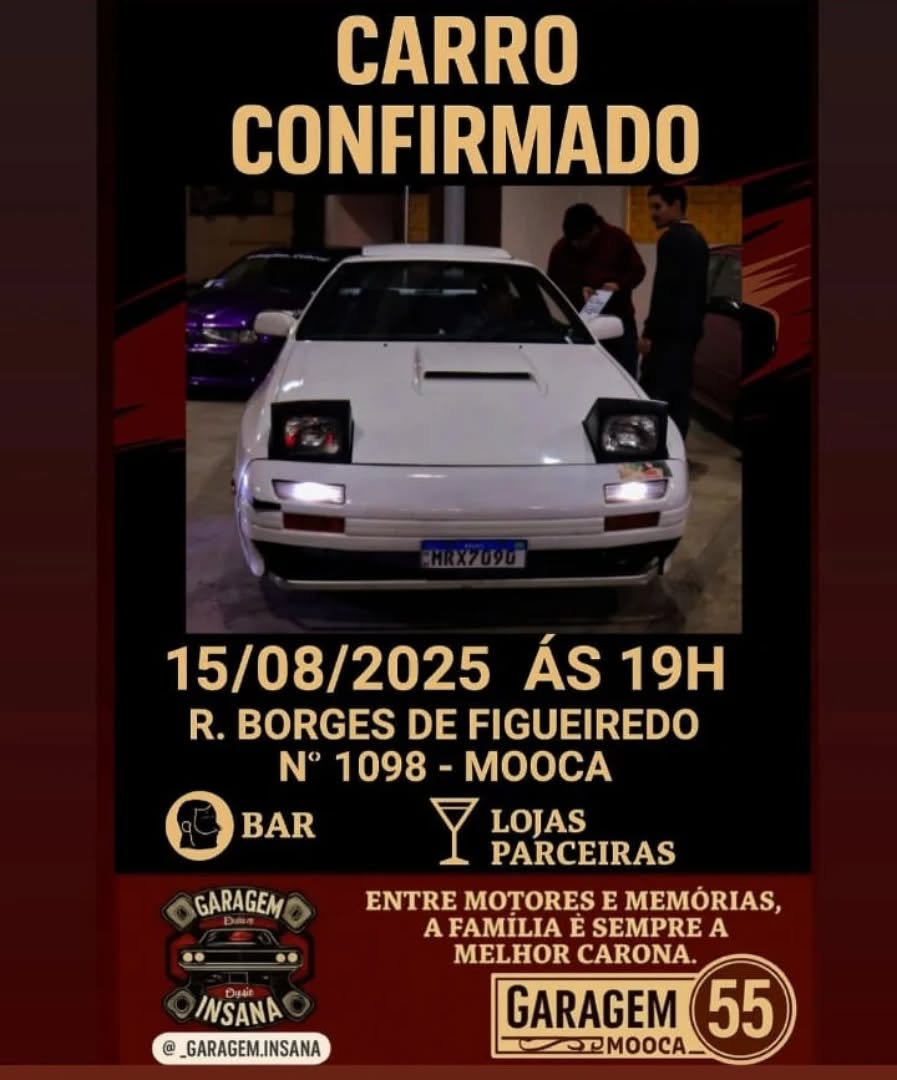 CARRO
CONFIRMADO
MRX7090
15/08/2025 ÁS 19H
R. BORGES DE FIGUEIREDO
Nº 1098 - MOOCA
BAR
LOJAS
PARCEIRAS
GARAGEM
INSANA
@_GARAGEM.INSANA
ENTRE MOTORES E MEMÓRIAS,
A FAMÍLIA È SEMPRE A
MELHOR CARONA.
GARAGEM 55
MOOCA